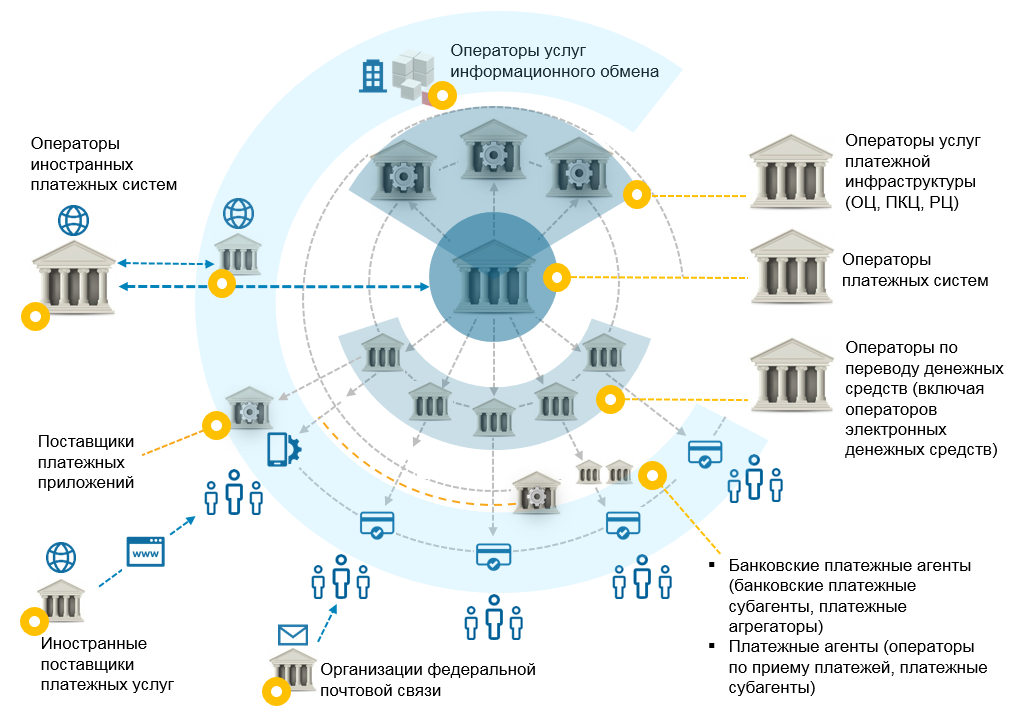 Операторы услуг
информационного обмена
Операторы
иностранных
платежных систем
Операторы услуг
платежной
инфраструктуры
(ОЦ, ПКЦ, РЦ)
Операторы
платежных систем
Операторы по
переводу денежных
средств (включая
операторов
электронных
денежных средств)
Поставщики
платежных
приложений
www
Иностранные
поставщики
платежных услуг
Организации федеральной
почтовой связи
▪ Банковские платежные агенты
(банковские платежные
субагенты, платежные
агрегаторы)
▪ Платежные агенты (операторы
по приему платежей, платежные
субагенты)